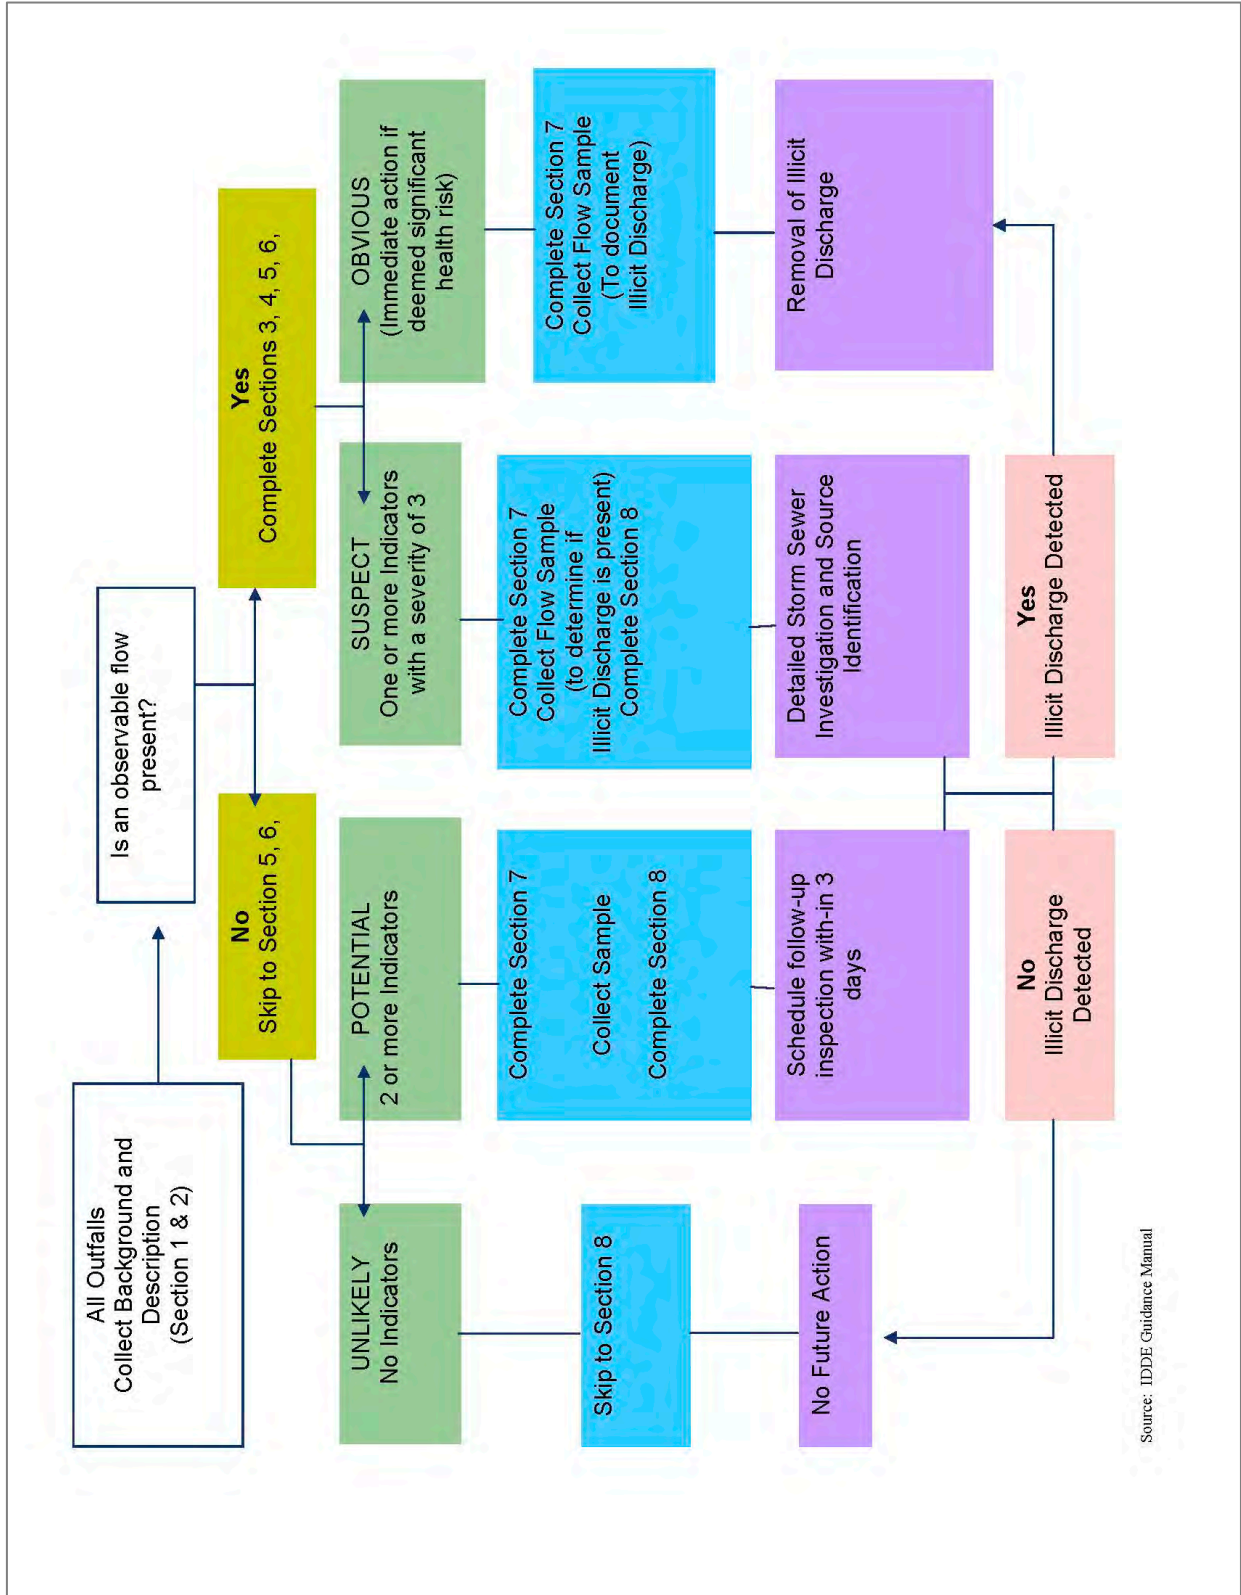 All Outfalls
Collect Background and
Description
(Section 1 & 2)
Is an observable flow
present?
No
Skip to Section 5, 6,
Yes
Complete Sections 3, 4, 5, 6,
UNLIKELY
No Indicators
POTENTIAL
2 or more Indicators
SUSPECT
One or more Indicators
with a severity of 3
OBVIOUS
(Immediate action if
deemed significant
health risk)
Skip to Section 8
Complete Section 7
Collect Sample
Complete Section 8
Complete Section 7
Collect Flow Sample
(to determine if
Illicit Discharge is present)
Complete Section 8
Complete Section 7
Collect Flow Sample
(To document
Illicit Discharge)
No Future Action
Schedule follow-up
inspection with-in 3
days
Detailed Storm Sewer
Investigation and Source
Identification
Removal of Illicit
Discharge
No
Illicit Discharge
Detected
Yes
Illicit Discharge Detected
Source: IDDE Guidance Manual